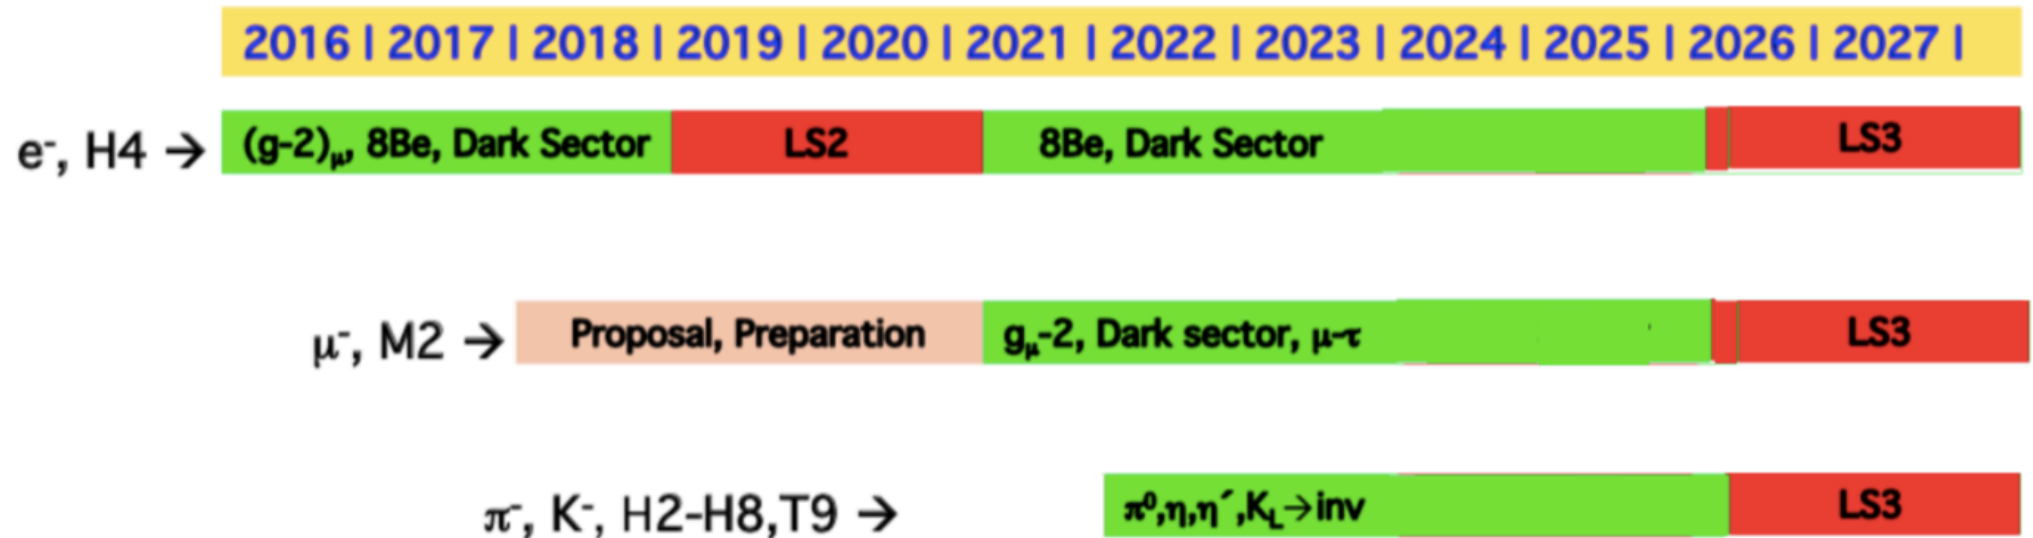 2016 | 2017 | 2018 | 2019 | 2020 | 2021 | 2022 | 2023 | 2024 | 2025 | 2026 | 2027 |
e⁻, H4 → (g-2)μ, 8Be, Dark Sector LS2 8Be, Dark Sector LS3
μ⁻, M2 → Proposal, Preparation gμ-2, Dark sector, μ-τ LS3
π⁻, K⁻, H2-H8,T9 → π⁰,η,η´,K_L→inv LS3